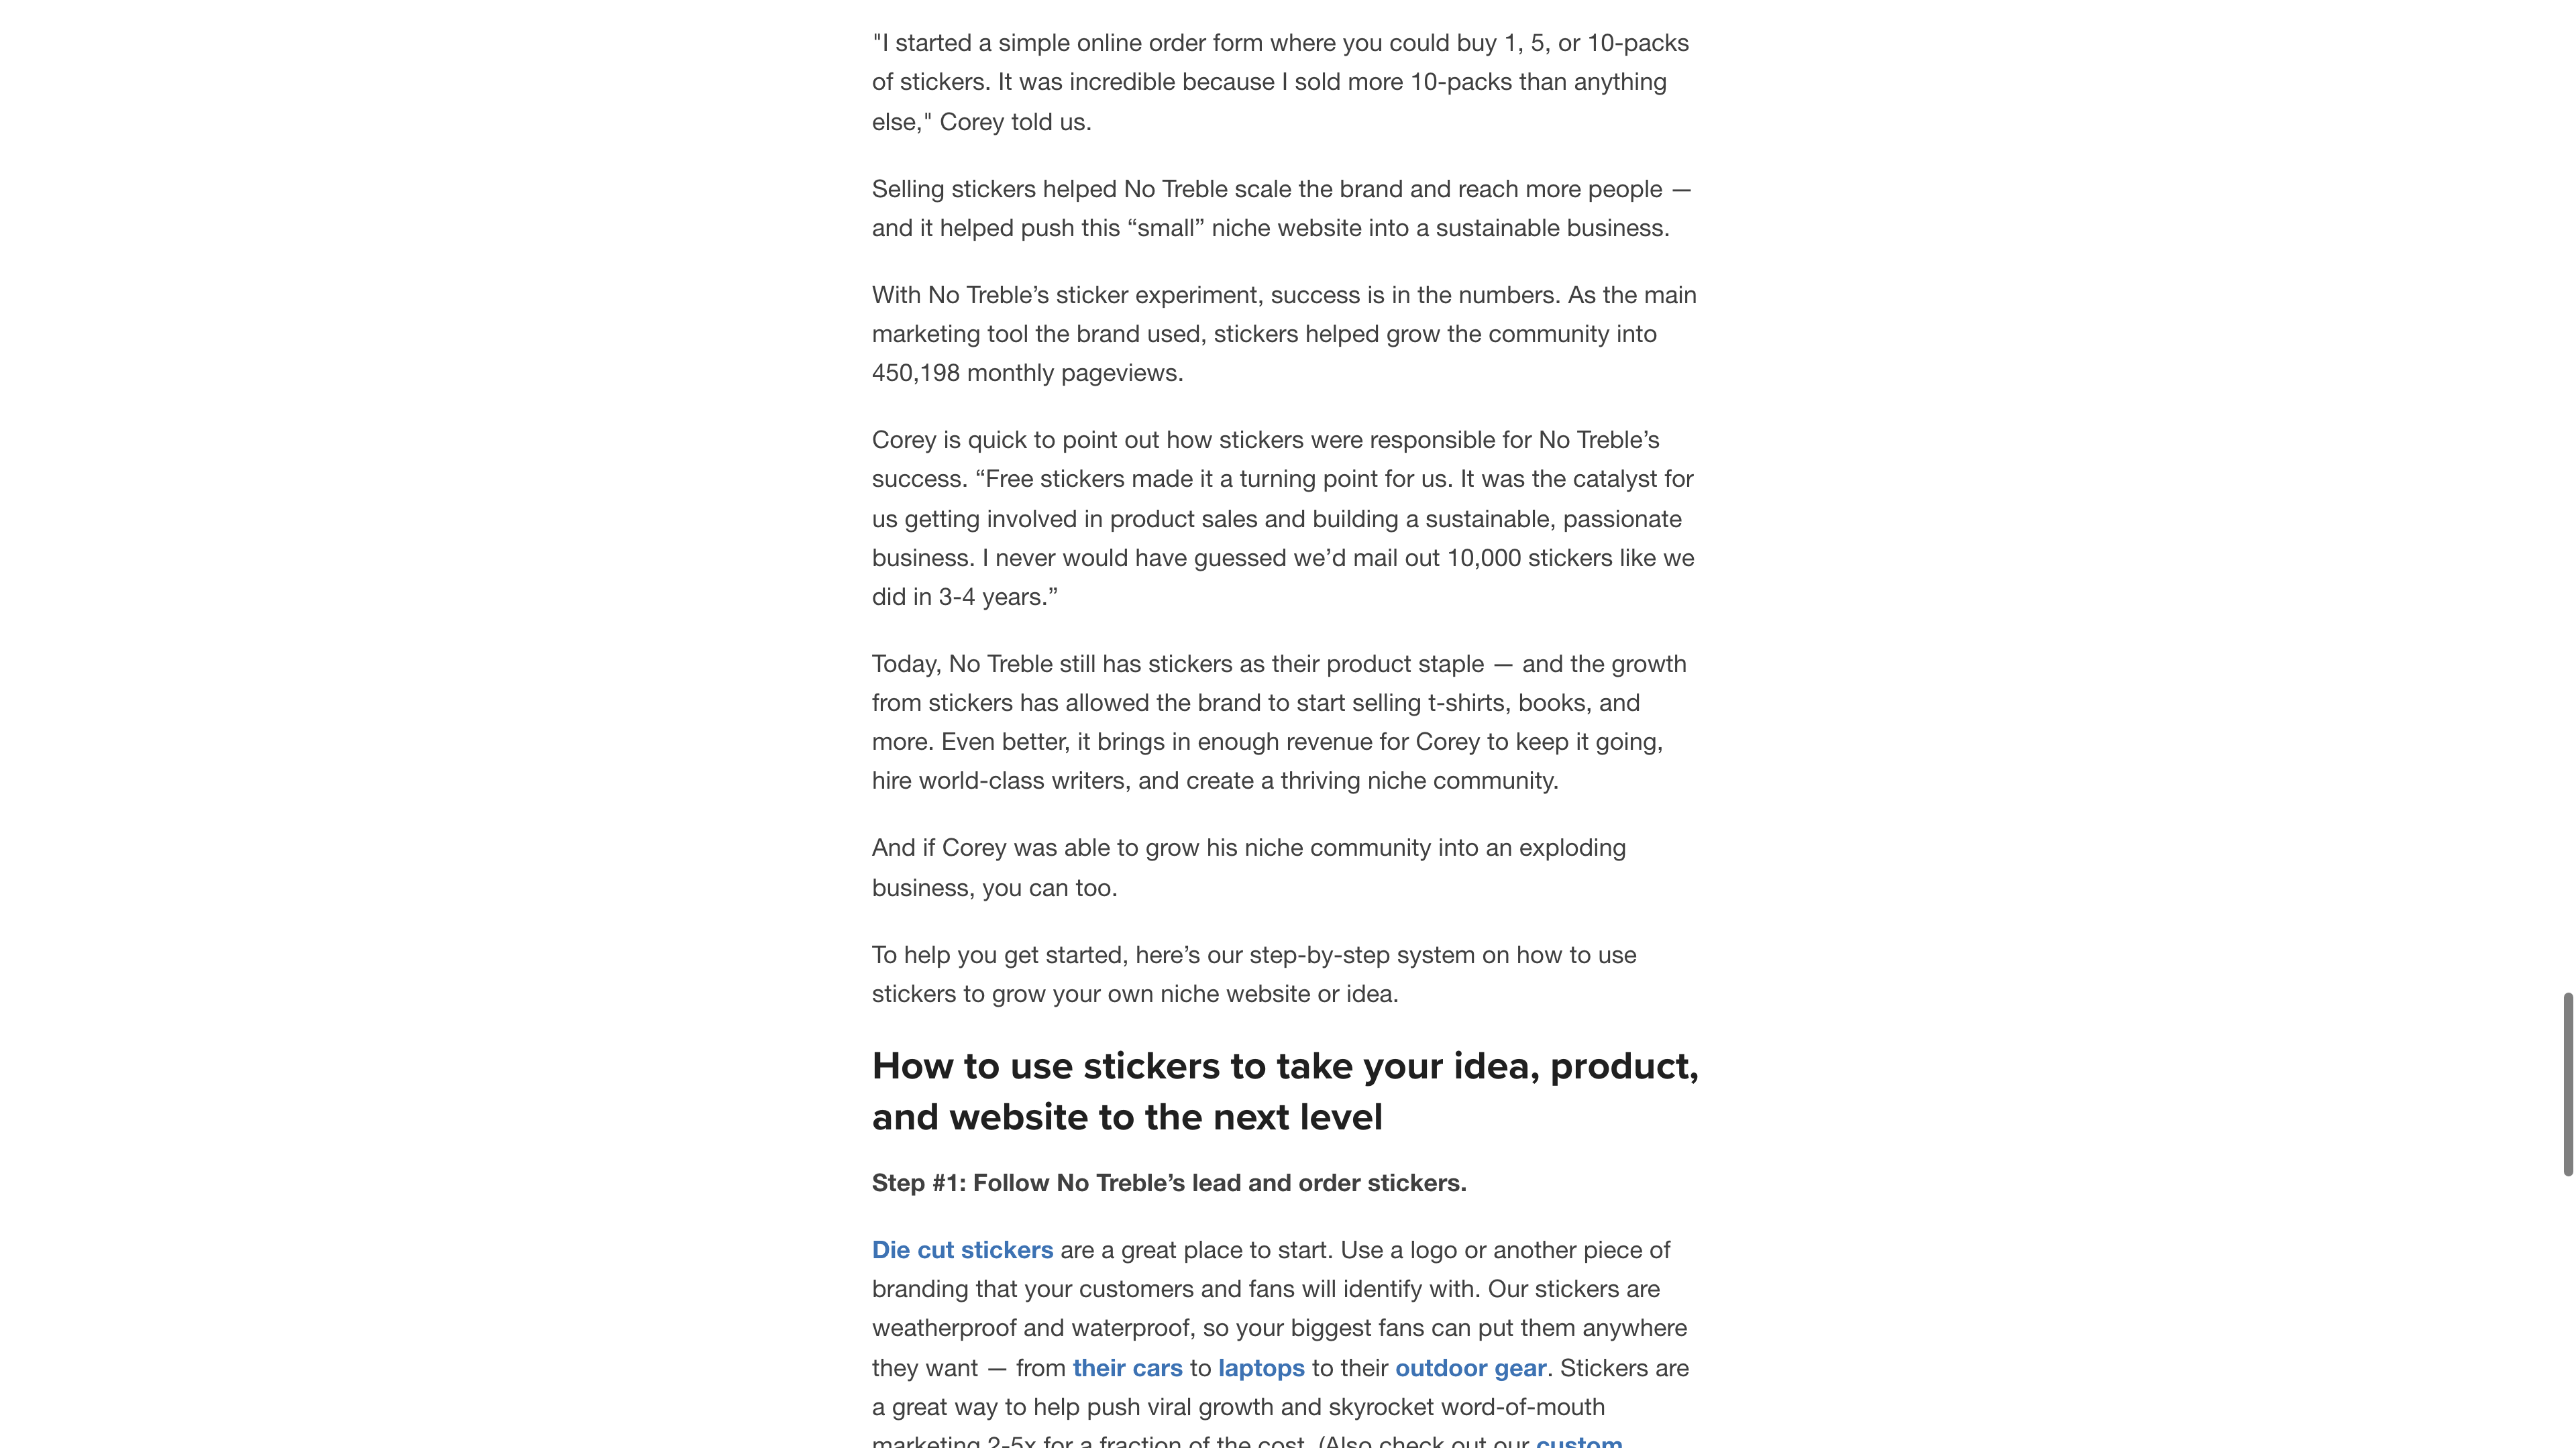 "I started a simple online order form where you could buy 1, 5, or 10-packs
of stickers. It was incredible because I sold more 10-packs than anything
else," Corey told us.
Selling stickers helped No Treble scale the brand and reach more people —
and it helped push this “small” niche website into a sustainable business.
With No Treble’s sticker experiment, success is in the numbers. As the main
marketing tool the brand used, stickers helped grow the community into
450,198 monthly pageviews.
Corey is quick to point out how stickers were responsible for No Treble’s
success. “Free stickers made it a turning point for us. It was the catalyst for
us getting involved in product sales and building a sustainable, passionate
business. I never would have guessed we’d mail out 10,000 stickers like we
did in 3-4 years.”
Today, No Treble still has stickers as their product staple — and the growth
from stickers has allowed the brand to start selling t-shirts, books, and
more. Even better, it brings in enough revenue for Corey to keep it going,
hire world-class writers, and create a thriving niche community.
And if Corey was able to grow his niche community into an exploding
business, you can too.
To help you get started, here’s our step-by-step system on how to use
stickers to grow your own niche website or idea.
How to use stickers to take your idea, product,
and website to the next level
Step #1: Follow No Treble’s lead and order stickers.
Die cut stickers are a great place to start. Use a logo or another piece of
branding that your customers and fans will identify with. Our stickers are
weatherproof and waterproof, so your biggest fans can put them anywhere
they want — from their cars to laptops to their outdoor gear. Stickers are
a great way to help push viral growth and skyrocket word-of-mouth
marketing 2-5x for a fraction of the cost. (Also check out our custom